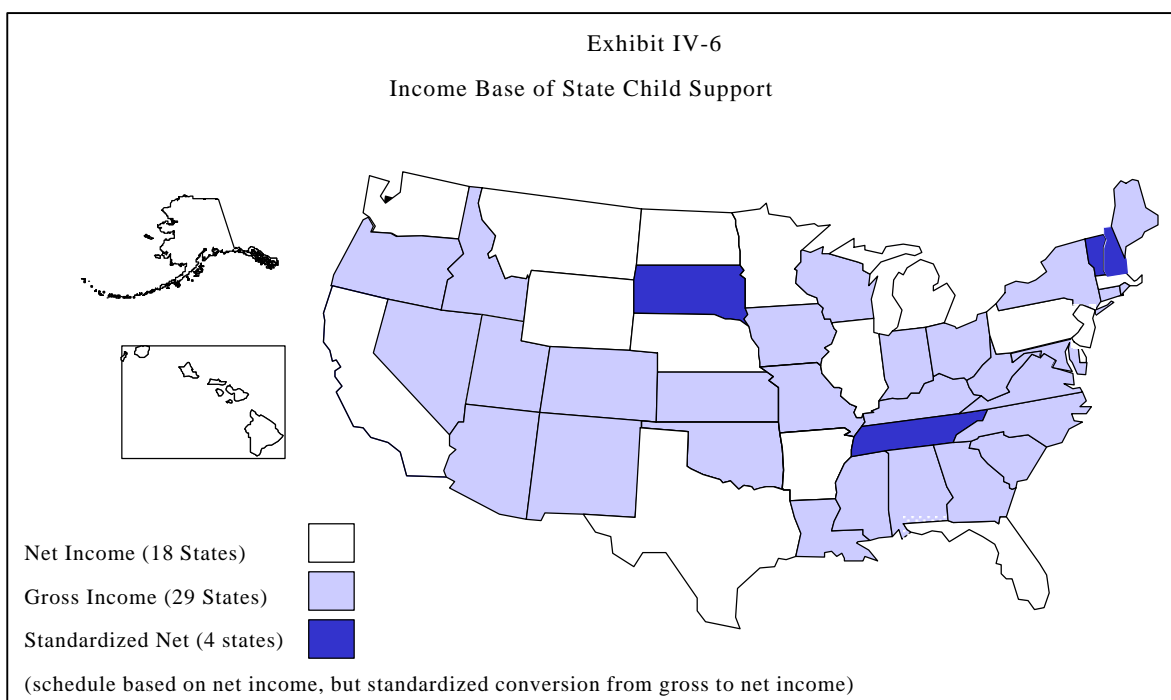 Exhibit IV-6
Income Base of State Child Support
Net Income (18 States)
Gross Income (29 States)
Standardized Net (4 states)
(schedule based on net income, but standardized conversion from gross to net income)